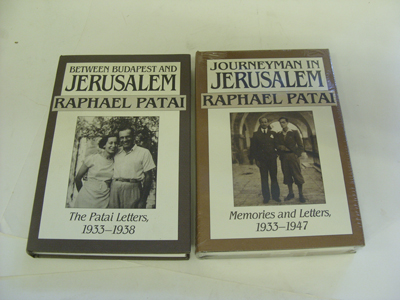 BETWEEN BUDAPEST AND
JERUSALEM
RAPHAEL PATAI
The Patai Letters,
1933–1938
JOURNEYMAN IN
JERUSALEM
RAPHAEL PATAI
Memories and Letters,
1933–1947